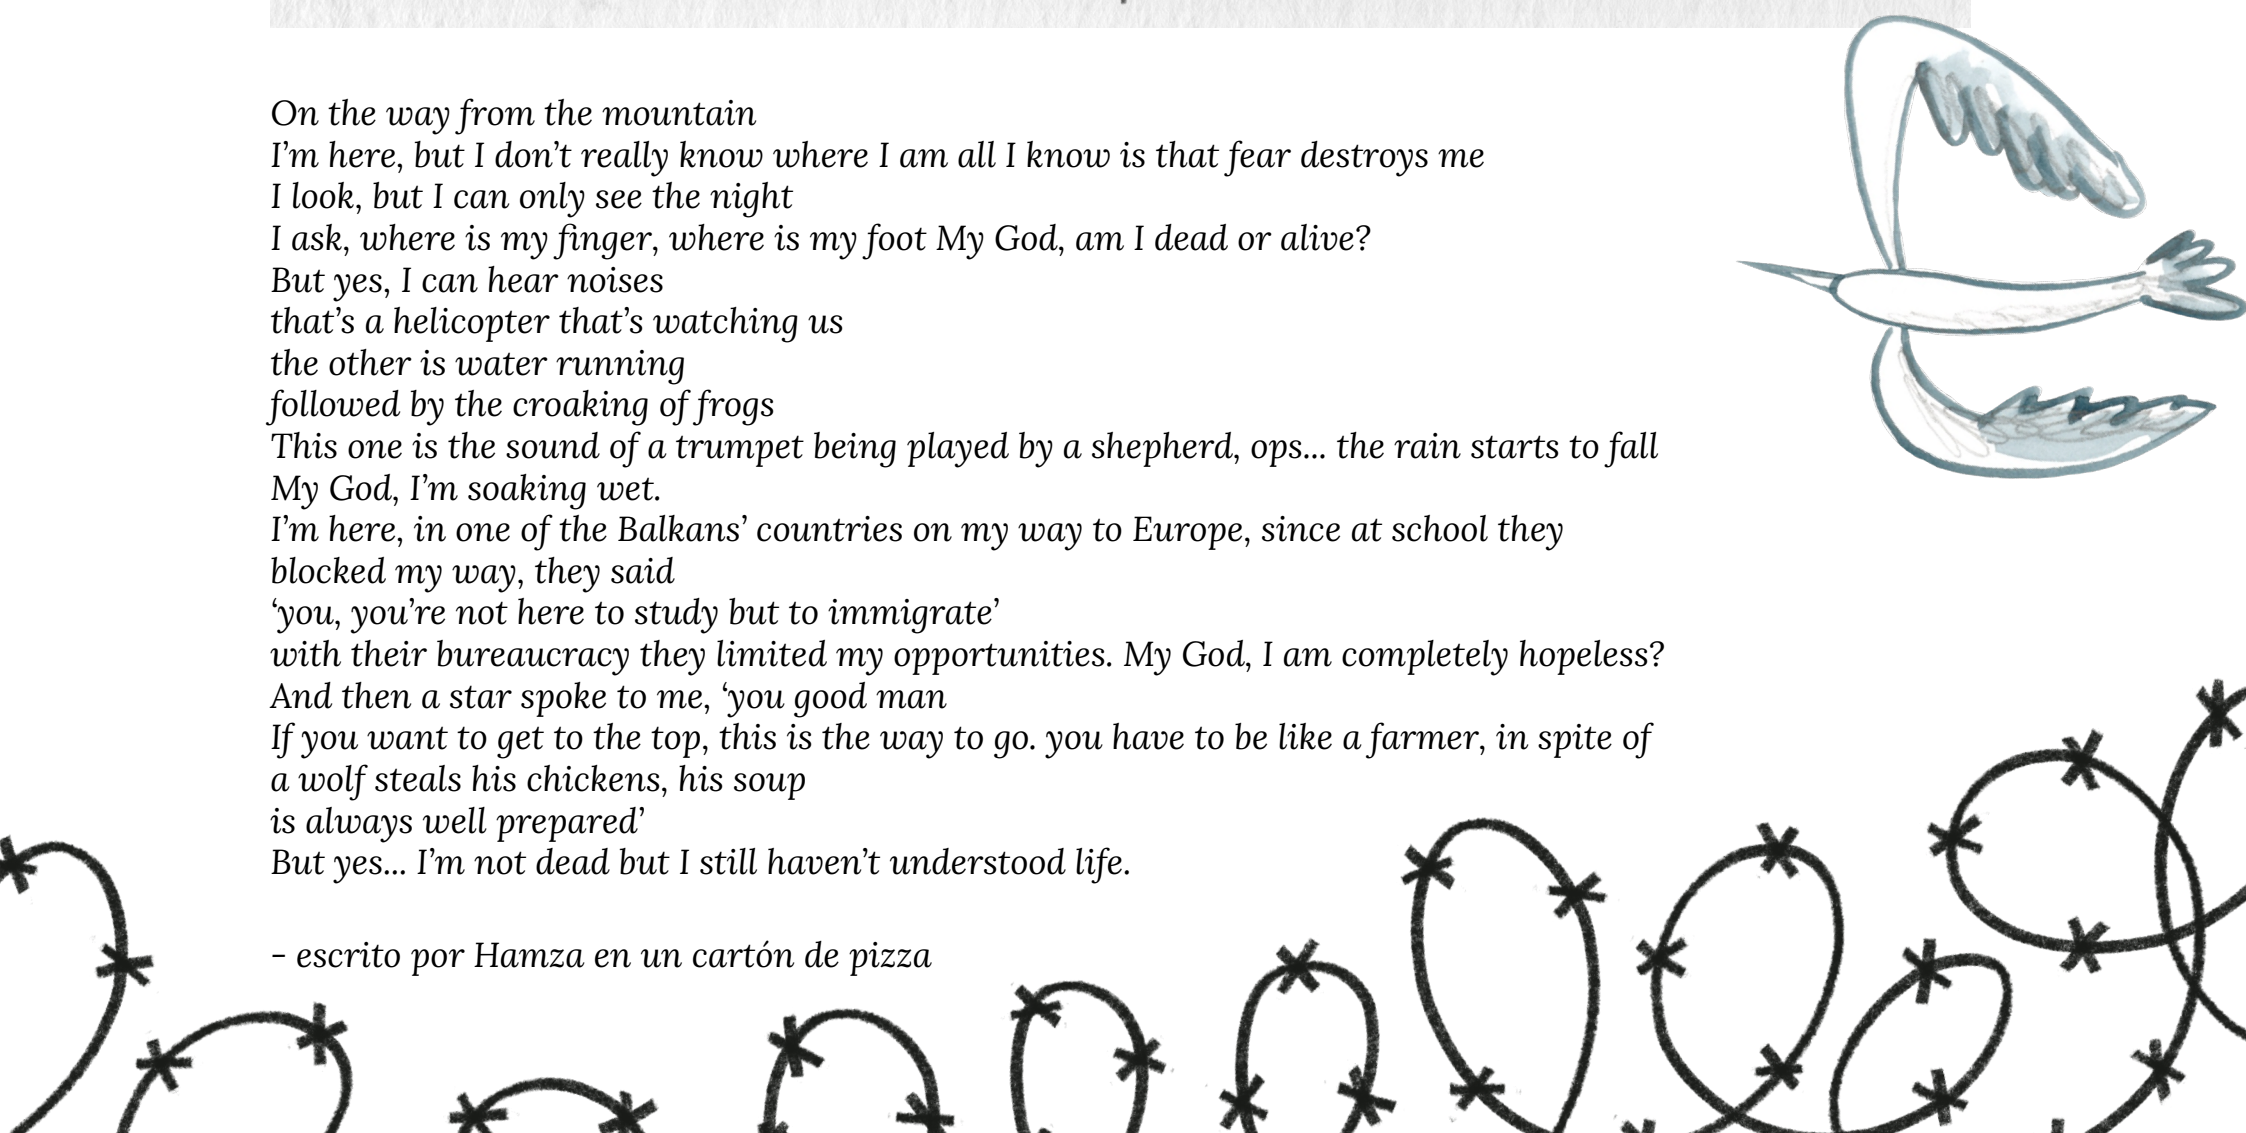 On the way from the mountain
I’m here, but I don’t really know where I am all I know is that fear destroys me
I look, but I can only see the night
I ask, where is my finger, where is my foot My God, am I dead or alive?
But yes, I can hear noises
that’s a helicopter that’s watching us
the other is water running
followed by the croaking of frogs
This one is the sound of a trumpet being played by a shepherd, ops... the rain starts to fall
My God, I’m soaking wet.
I’m here, in one of the Balkans’ countries on my way to Europe, since at school they
blocked my way, they said
‘you, you’re not here to study but to immigrate’
with their bureaucracy they limited my opportunities. My God, I am completely hopeless?
And then a star spoke to me, ‘you good man
If you want to get to the top, this is the way to go. you have to be like a farmer, in spite of
a wolf steals his chickens, his soup
is always well prepared’
But yes... I’m not dead but I still haven’t understood life.
- escrito por Hamza en un cartón de pizza